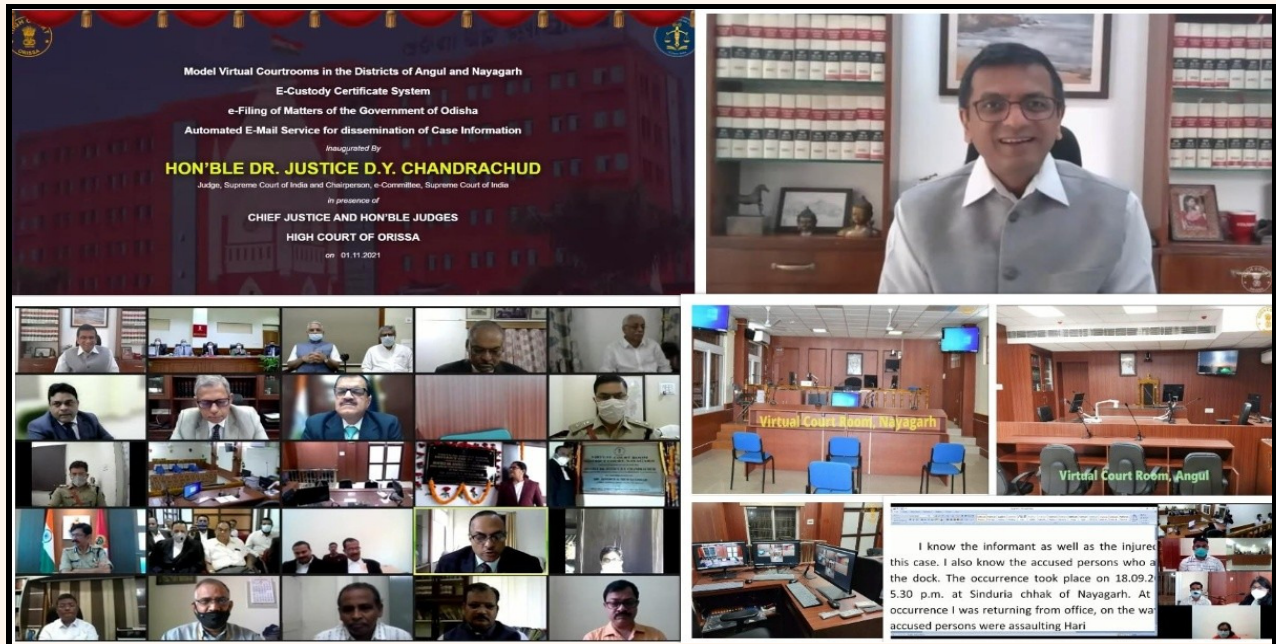 Model Virtual Courtrooms in the Districts of Angul and Nayagarh
E-Custody Certificate System
e-Filing of Matters of the Government of Odisha
Automated E-Mail Service for dissemination of Case Information
Inaugurated By
HON'BLE DR. JUSTICE D.Y. CHANDRACHUD
Judge, Supreme Court of India and Chairperson, e-Committee, Supreme Court of India
in presence of
CHIEF JUSTICE AND HON'BLE JUDGES
HIGH COURT OF ORISSA
on 01.11.2021
Virtual Court Room, Nayagarh
Virtual Court Room, Angul
I know the informant as well as the injured
this case. I also know the accused persons who a
the dock. The occurrence took place on 18.09.2
5.30 p.m. at Sinduria chhak of Nayagarh. At
occurrence I was returning from office, on the wa
accused persons were assaulting Hari